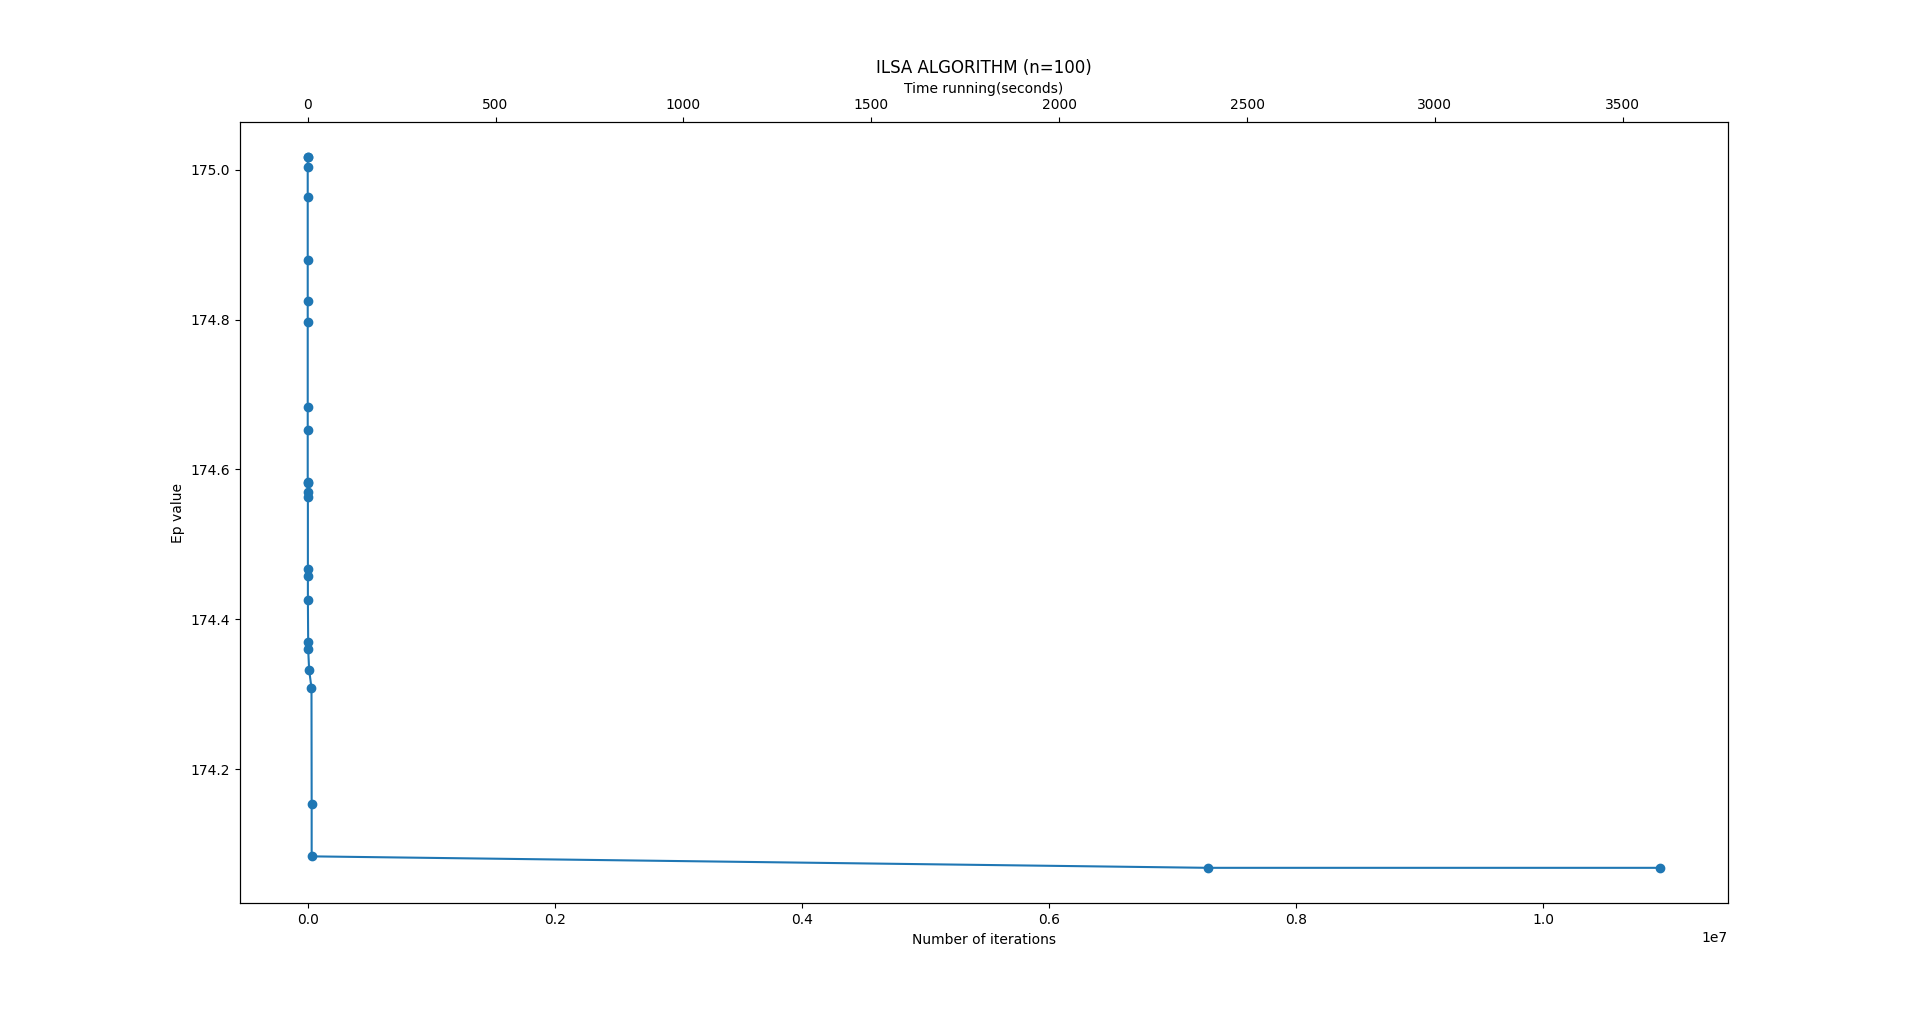 ILSA ALGORITHM (n=100)
Time running(seconds)
0 500 1000 1500 2000 2500 3000 3500
175.0
174.8
174.6
174.4
174.2
Ep value
0.0 0.2 0.4 0.6 0.8 1.0
1e7
Number of iterations